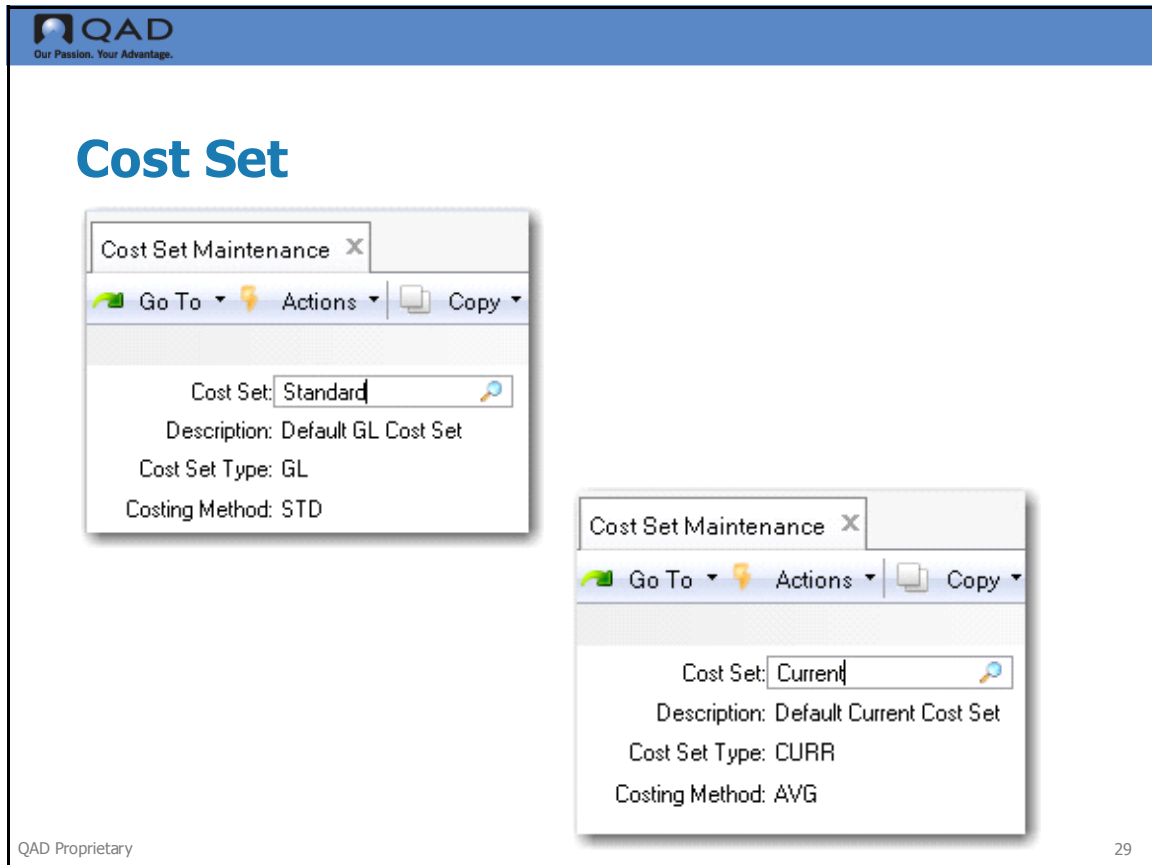 QAD
Our Passion. Your Advantage.
Cost Set
Cost Set Maintenance X
Go To Actions Copy
Cost Set: Standard
Description: Default GL Cost Set
Cost Set Type: GL
Costing Method: STD
Cost Set Maintenance X
Go To Actions Copy
Cost Set: Current
Description: Default Current Cost Set
Cost Set Type: CURR
Costing Method: AVG
QAD Proprietary 29